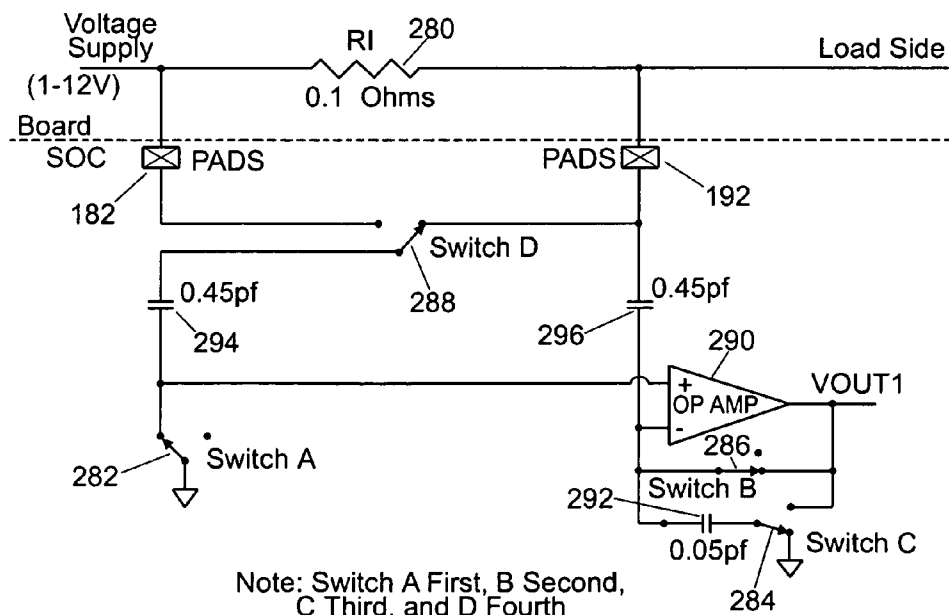 Voltage
Supply
(1-12V)
RI
280
0.1 Ohms
Load Side
Board
SOC
PADS
PADS
182
192
Switch D
288
0.45pf
294
0.45pf
296
290
VOUT1
+
OP AMP
-
282
Switch A
286
Switch B
292
0.05pf
Switch C
284
Note: Switch A First, B Second,
C Third, and D Fourth